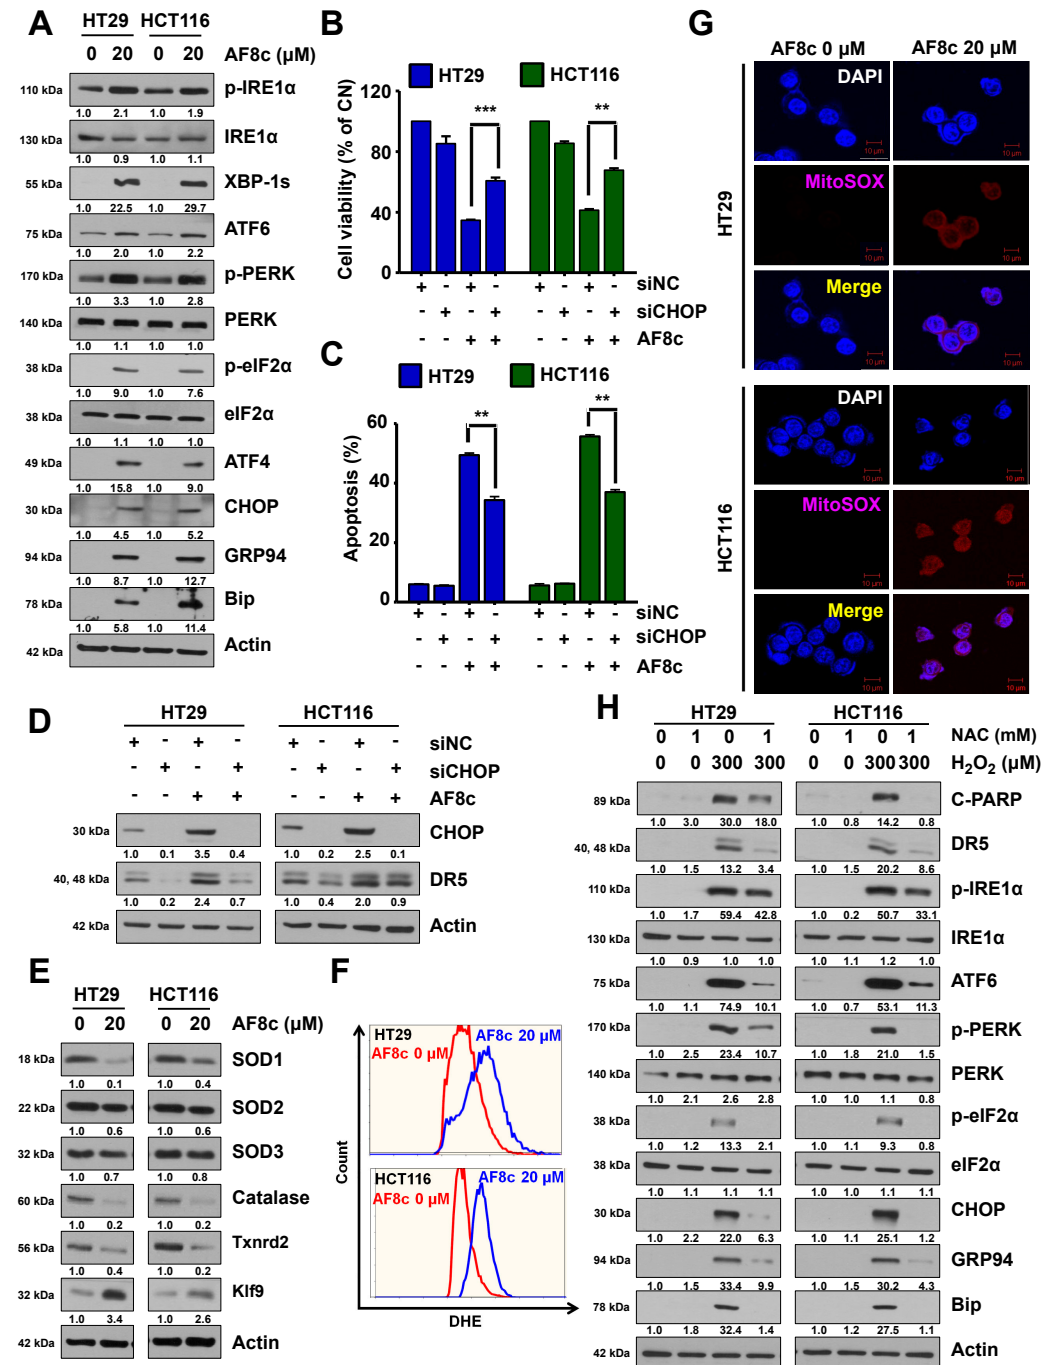 A
HT29 HCT116
0 20 0 20 AF8c (µM)
110 kDa p-IRE1α
1.0 2.1 1.0 1.9
130 kDa IRE1α
1.0 0.9 1.0 1.1
55 kDa XBP-1s
1.0 22.5 1.0 29.7
75 kDa ATF6
1.0 2.0 1.0 2.2
170 kDa p-PERK
1.0 3.3 1.0 2.8
140 kDa PERK
1.0 1.1 1.0 1.0
38 kDa p-eIF2α
1.0 9.0 1.0 7.6
38 kDa eIF2α
1.0 1.1 1.0 1.0
49 kDa ATF4
1.0 15.8 1.0 9.0
30 kDa CHOP
1.0 4.5 1.0 5.2
94 kDa GRP94
1.0 8.7 1.0 12.7
78 kDa Bip
1.0 5.8 1.0 11.4
42 kDa Actin
B
HT29 HCT116
Cell viability (% of CN)
120
80
40
0
*** **
+ - + - + - + - siNC
- + - + - + - + siCHOP
- - + + - - + + AF8c
C
HT29 HCT116
Apoptosis (%)
60
40
20
0
** **
+ - + - + - + - siNC
- + - + - + - + siCHOP
- - + + - - + + AF8c
D
HT29 HCT116
+ - + - + - + - siNC
- + - + - + - + siCHOP
- - + + - - + + AF8c
30 kDa CHOP
1.0 0.1 3.5 0.4 1.0 0.2 2.5 0.1
40, 48 kDa DR5
1.0 0.2 2.4 0.7 1.0 0.4 2.0 0.9
42 kDa Actin
E
HT29 HCT116
0 20 0 20 AF8c (µM)
18 kDa SOD1
1.0 0.1 1.0 0.4
22 kDa SOD2
1.0 0.6 1.0 0.6
32 kDa SOD3
1.0 0.7 1.0 0.8
60 kDa Catalase
1.0 0.2 1.0 0.2
56 kDa Txnrd2
1.0 0.4 1.0 0.2
32 kDa Klf9
1.0 3.4 1.0 2.6
42 kDa Actin
F
HT29 AF8c 20 µM
AF8c 0 µM
HCT116 AF8c 20 µM
AF8c 0 µM
Count
DHE
G
AF8c 0 µM AF8c 20 µM
HT29
DAPI
10 µm 10 µm
MitoSOX
10 µm 10 µm
Merge
10 µm 10 µm
HCT116
DAPI
10 µm 10 µm
MitoSOX
10 µm 10 µm
Merge
10 µm 10 µm
H
HT29 HCT116
0 1 0 1 0 1 0 1 NAC (mM)
0 0 300 300 0 0 300 300 H₂O₂ (µM)
89 kDa C-PARP
1.0 3.0 30.0 18.0 1.0 0.8 14.2 0.8
40, 48 kDa DR5
1.0 1.5 13.2 3.4 1.0 1.5 20.2 8.6
110 kDa p-IRE1α
1.0 1.7 59.4 42.8 1.0 0.2 50.7 33.1
130 kDa IRE1α
1.0 0.9 1.0 1.0 1.0 1.1 1.2 1.0
75 kDa ATF6
1.0 1.1 74.9 10.1 1.0 0.7 53.1 11.3
170 kDa p-PERK
1.0 2.5 23.4 10.7 1.0 1.8 21.0 1.5
140 kDa PERK
1.0 2.1 2.6 2.8 1.0 1.0 1.1 0.8
38 kDa p-eIF2α
1.0 1.2 13.3 2.1 1.0 1.1 9.3 0.8
38 kDa eIF2α
1.0 1.1 1.1 1.1 1.0 1.0 1.1 1.1
30 kDa CHOP
1.0 2.2 22.0 6.3 1.0 1.1 25.1 1.2
94 kDa GRP94
1.0 1.5 33.4 9.9 1.0 1.5 30.2 4.3
78 kDa Bip
1.0 1.8 32.4 1.4 1.0 1.2 27.5 1.1
42 kDa Actin